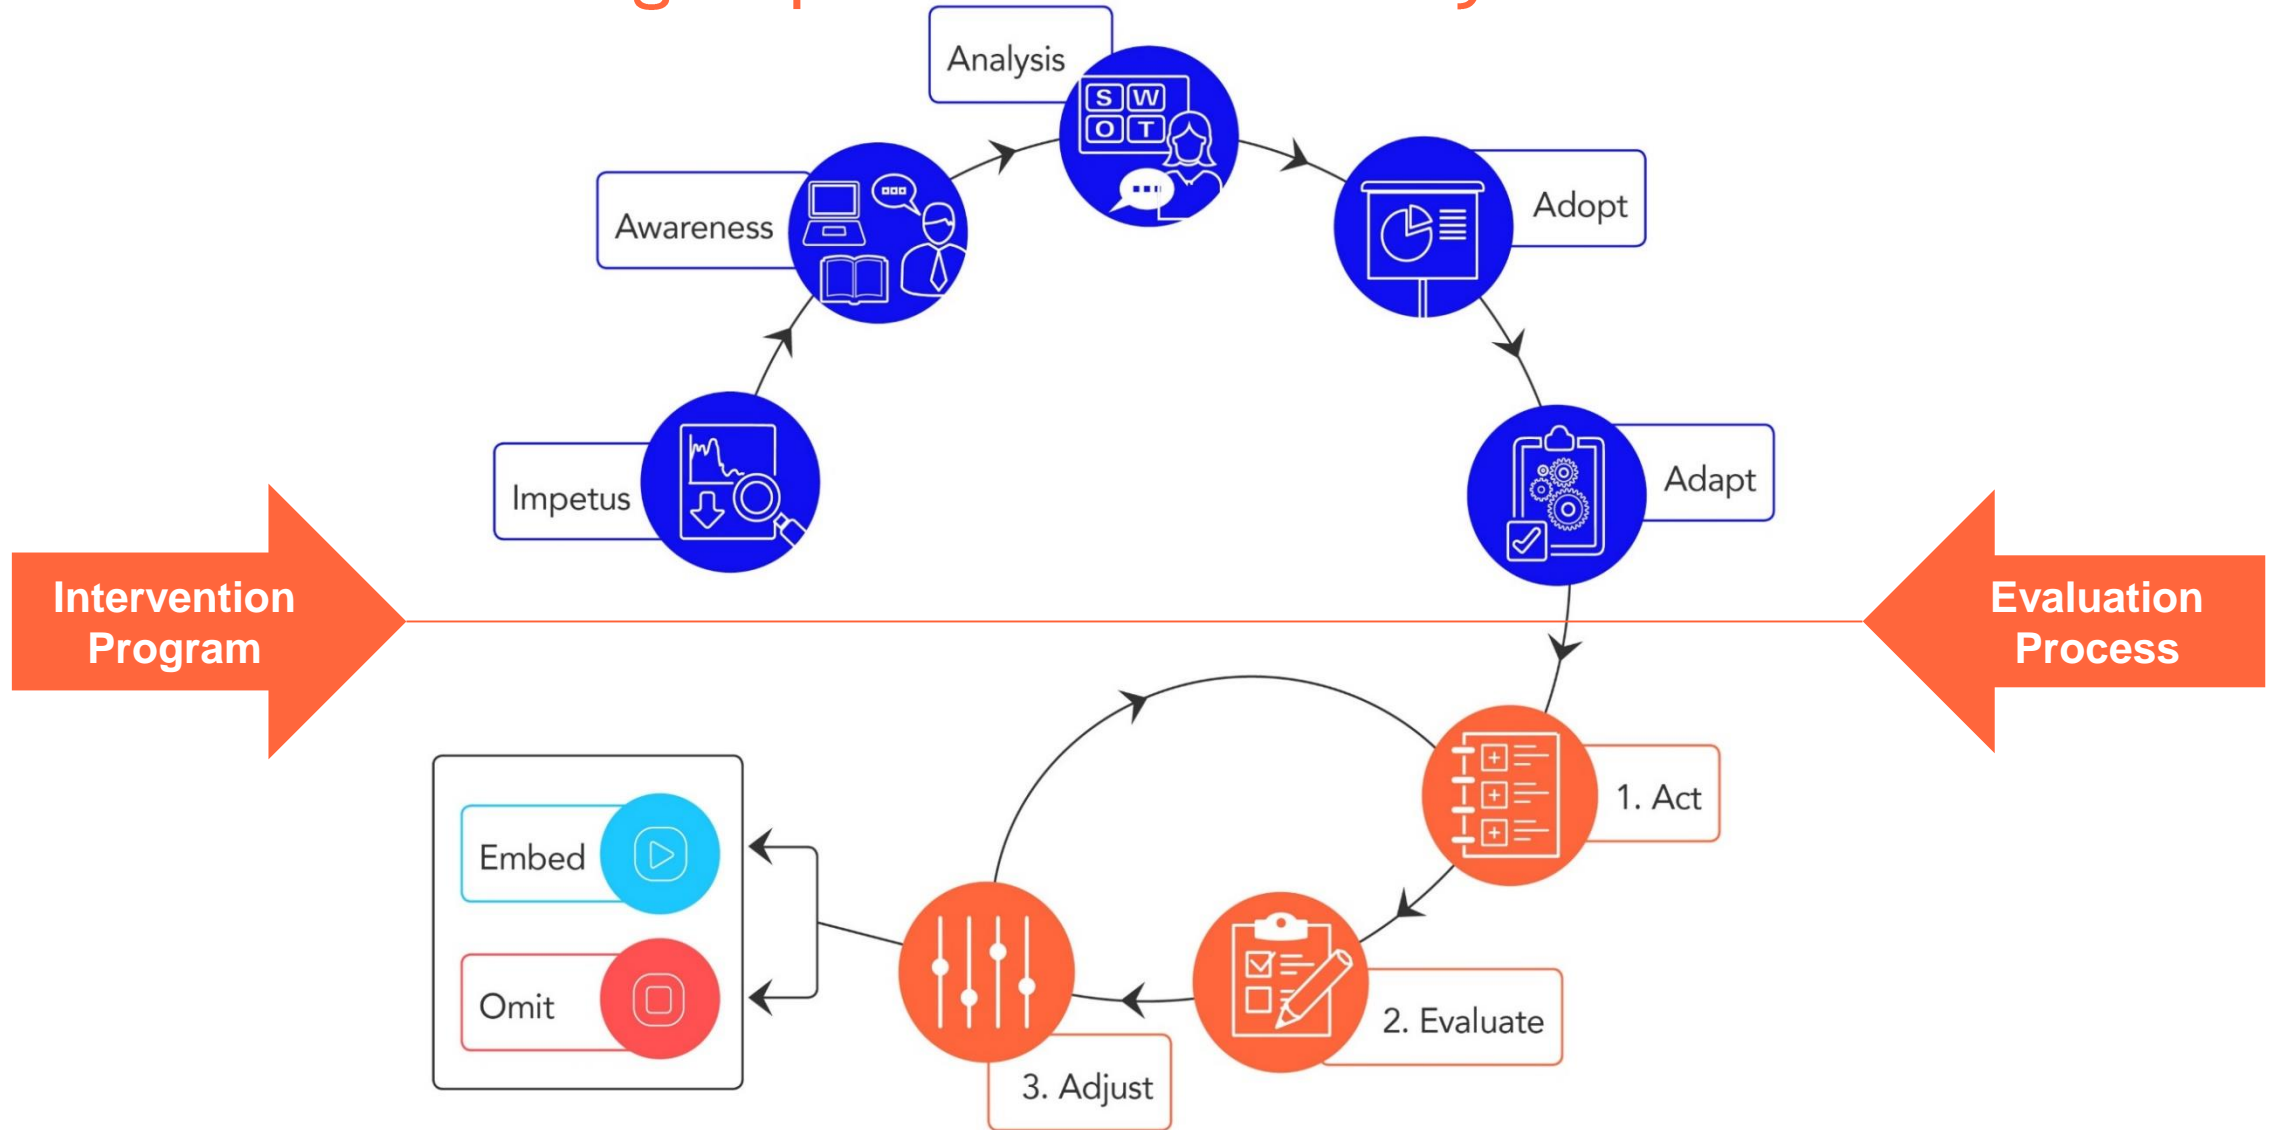 Analysis
S W
O T
Awareness
Adopt
Impetus
Adapt
Intervention
Program
Evaluation
Process
1. Act
Embed
Omit
2. Evaluate
3. Adjust